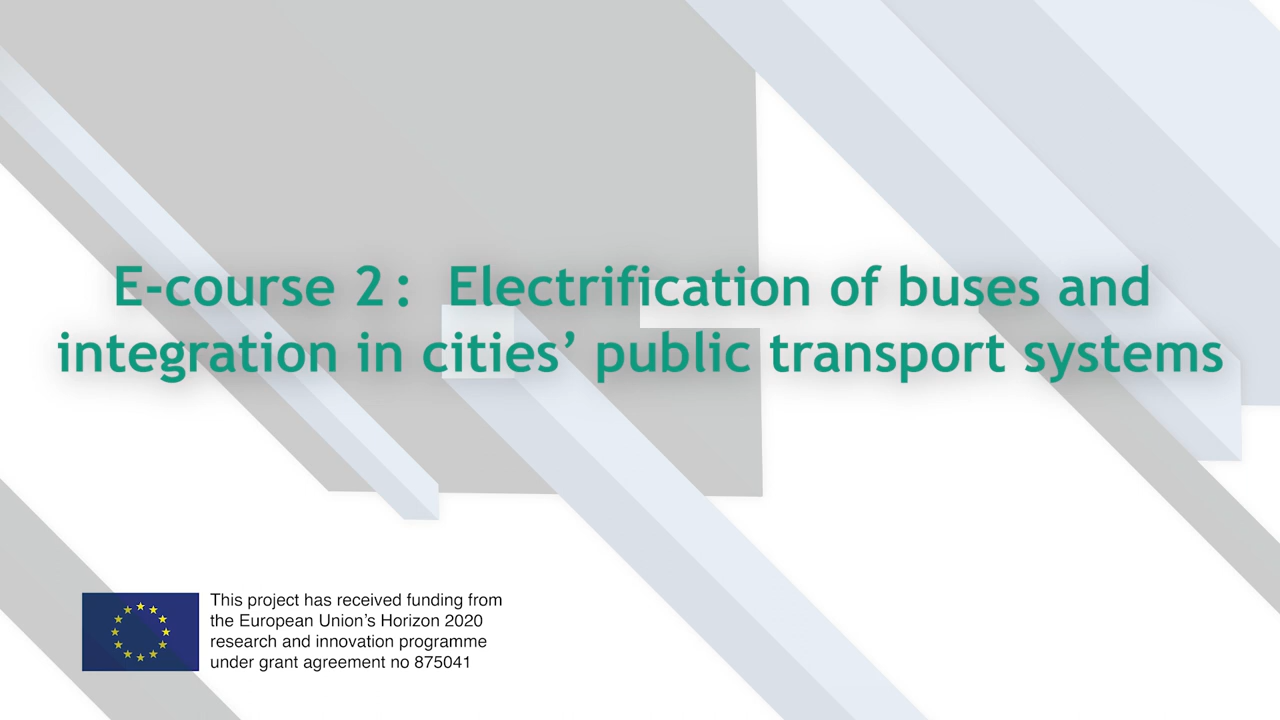 E-course 2 :  Electrification of buses and
integration in cities’ public transport systems
This project has received funding from
the European Union’s Horizon 2020
research and innovation programme
under grant agreement no 875041